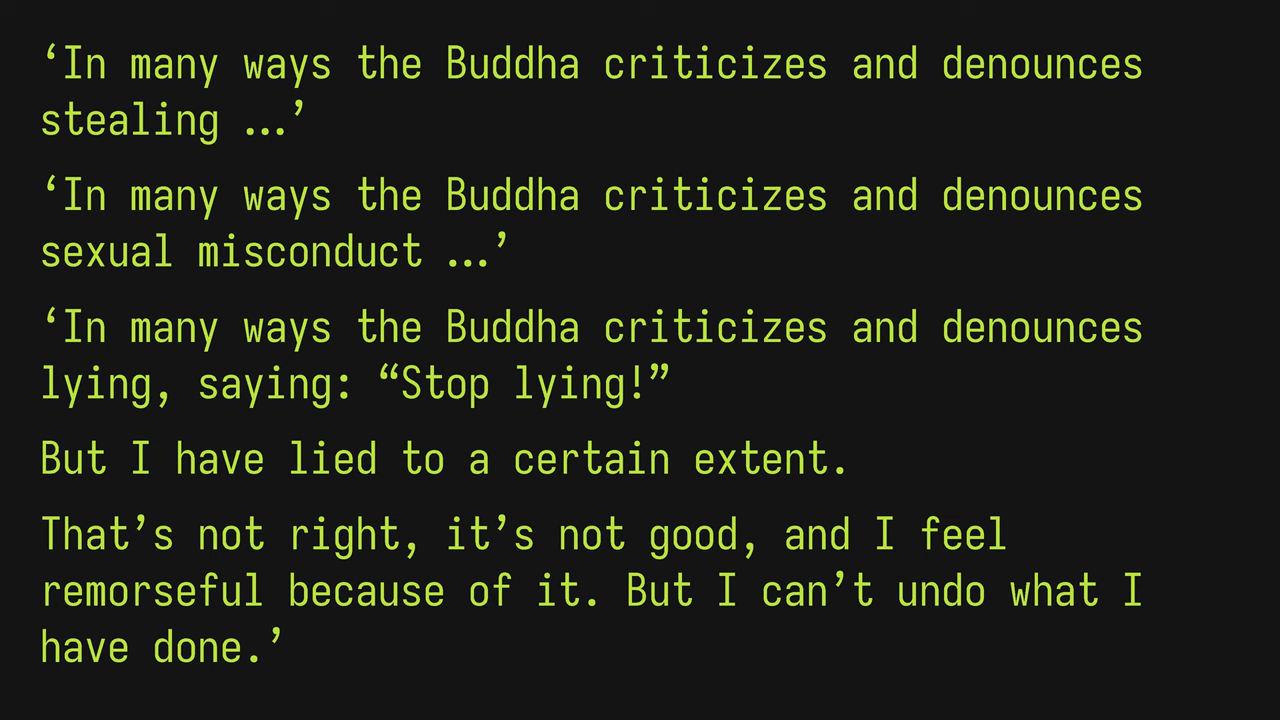 ‘In many ways the Buddha criticizes and denounces
stealing …’
‘In many ways the Buddha criticizes and denounces
sexual misconduct …’
‘In many ways the Buddha criticizes and denounces
lying, saying: “Stop lying!”
But I have lied to a certain extent.
That’s not right, it’s not good, and I feel
remorseful because of it. But I can’t undo what I
have done.’